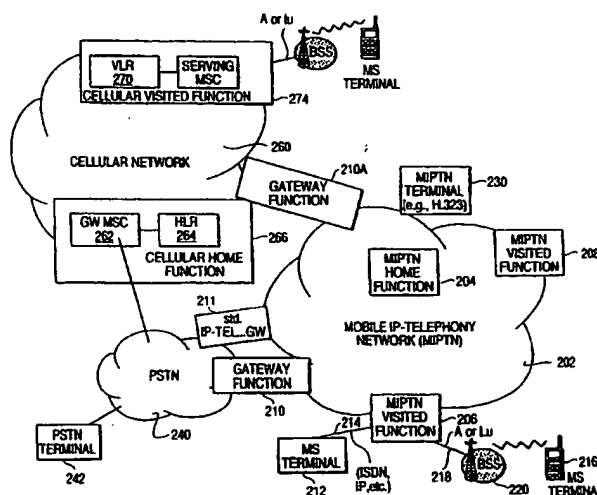 A or Iu
BSS
MS
TERMINAL
VLR
270
SERVING
MSC
CELLULAR VISITED FUNCTION
274
260
CELLULAR NETWORK
210A
GATEWAY
FUNCTION
MIPTN
TERMINAL
(e.g., H.323)
230
GW MSC
262
HLR
264
CELLULAR HOME
FUNCTION
266
MIPTN
HOME
FUNCTION
204
MIPTN
VISITED
FUNCTION
208
211
std.
IP-TEL...GW
MOBILE IP-TELEPHONY
NETWORK (MIPTN)
202
PSTN
GATEWAY
FUNCTION
210
240
PSTN
TERMINAL
242
MIPTN
VISITED
FUNCTION
206
214
MS
TERMINAL
212
(ISDN,
IP,etc.)
A or Lu
218
BSS
220
216
MS
TERMINAL